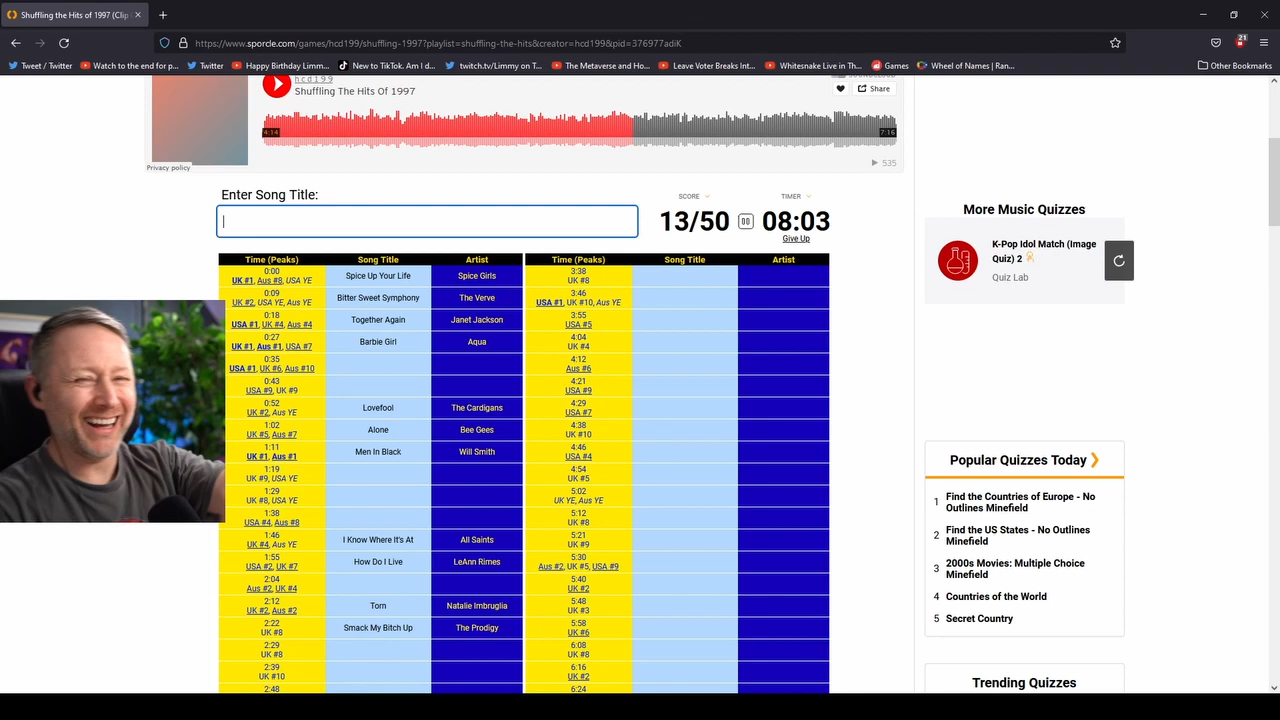 Shuffling the Hits of 1997 (Clip
https://www.sporcle.com/games/hcd199/shuffling-1997?playlist=shuffling-the-hits&creator=hcd199&pid=376977adiK
21
Tweet / Twitter
Watch to the end for p...
Twitter
Happy Birthday Limm...
New to TikTok. Am I d...
twitch.tv/Limmy on T...
The Metaverse and Ho...
Leave Voter Breaks Int...
Whitesnake Live in Th...
Games
Wheel of Names | Ran...
Other Bookmarks
hcd199
SOUNDCLOUD
Shuffling The Hits Of 1997
Share
4:14
7:16
Privacy policy
535
Enter Song Title:
SCORE
TIMER
13/50
08:03
Give Up
Time (Peaks) Song Title Artist
0:00
UK #1, Aus #8, USA YE
Spice Up Your Life
Spice Girls
0:09
UK #2, USA YE, Aus YE
Bitter Sweet Symphony
The Verve
0:18
USA #1, UK #4, Aus #4
Together Again
Janet Jackson
0:27
UK #1, Aus #1, USA #7
Barbie Girl
Aqua
0:35
USA #1, UK #6, Aus #10
0:43
USA #9, UK #9
0:52
UK #2, Aus YE
Lovefool
The Cardigans
1:02
UK #5, Aus #7
Alone
Bee Gees
1:11
UK #1, Aus #1
Men In Black
Will Smith
1:19
UK #9, USA YE
1:29
UK #8, USA YE
1:38
USA #4, Aus #8
1:46
UK #4, Aus YE
I Know Where It's At
All Saints
1:55
USA #2, UK #7
How Do I Live
LeAnn Rimes
2:04
Aus #2, UK #4
2:12
UK #2, Aus #2
Torn
Natalie Imbruglia
2:22
UK #8
Smack My Bitch Up
The Prodigy
2:29
UK #8
2:39
UK #10
2:48
Time (Peaks) Song Title Artist
3:38
UK #8
3:46
USA #1, UK #10, Aus YE
3:55
USA #5
4:04
UK #4
4:12
Aus #6
4:21
USA #9
4:29
USA #7
4:38
UK #10
4:46
USA #4
4:54
UK #5
5:02
UK YE, Aus YE
5:12
UK #8
5:21
UK #9
5:30
Aus #2, UK #5, USA #9
5:40
UK #2
5:48
UK #3
5:58
UK #6
6:08
UK #8
6:16
UK #2
6:24
More Music Quizzes
K-Pop Idol Match (Image
Quiz) 2
Quiz Lab
Popular Quizzes Today
1 Find the Countries of Europe - No
Outlines Minefield
2 Find the US States - No Outlines
Minefield
3 2000s Movies: Multiple Choice
Minefield
4 Countries of the World
5 Secret Country
Trending Quizzes